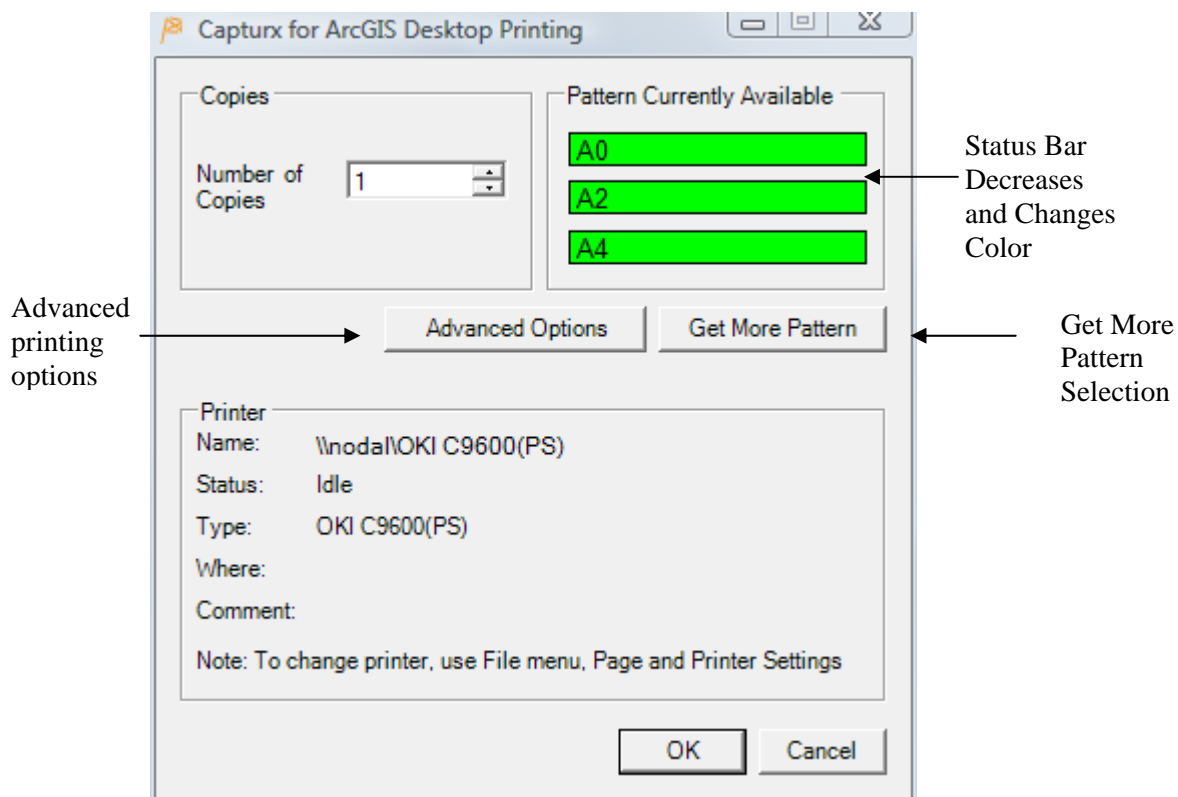 Capturx for ArcGIS Desktop Printing
Copies
Number of
Copies
1
Pattern Currently Available
A0
A2
A4
Status Bar
Decreases
and Changes
Color
Advanced
printing
options
Advanced Options
Get More Pattern
Get More
Pattern
Selection
Printer
Name: \\nodal\OKI C9600(PS)
Status: Idle
Type: OKI C9600(PS)
Where:
Comment:
Note: To change printer, use File menu, Page and Printer Settings
OK
Cancel